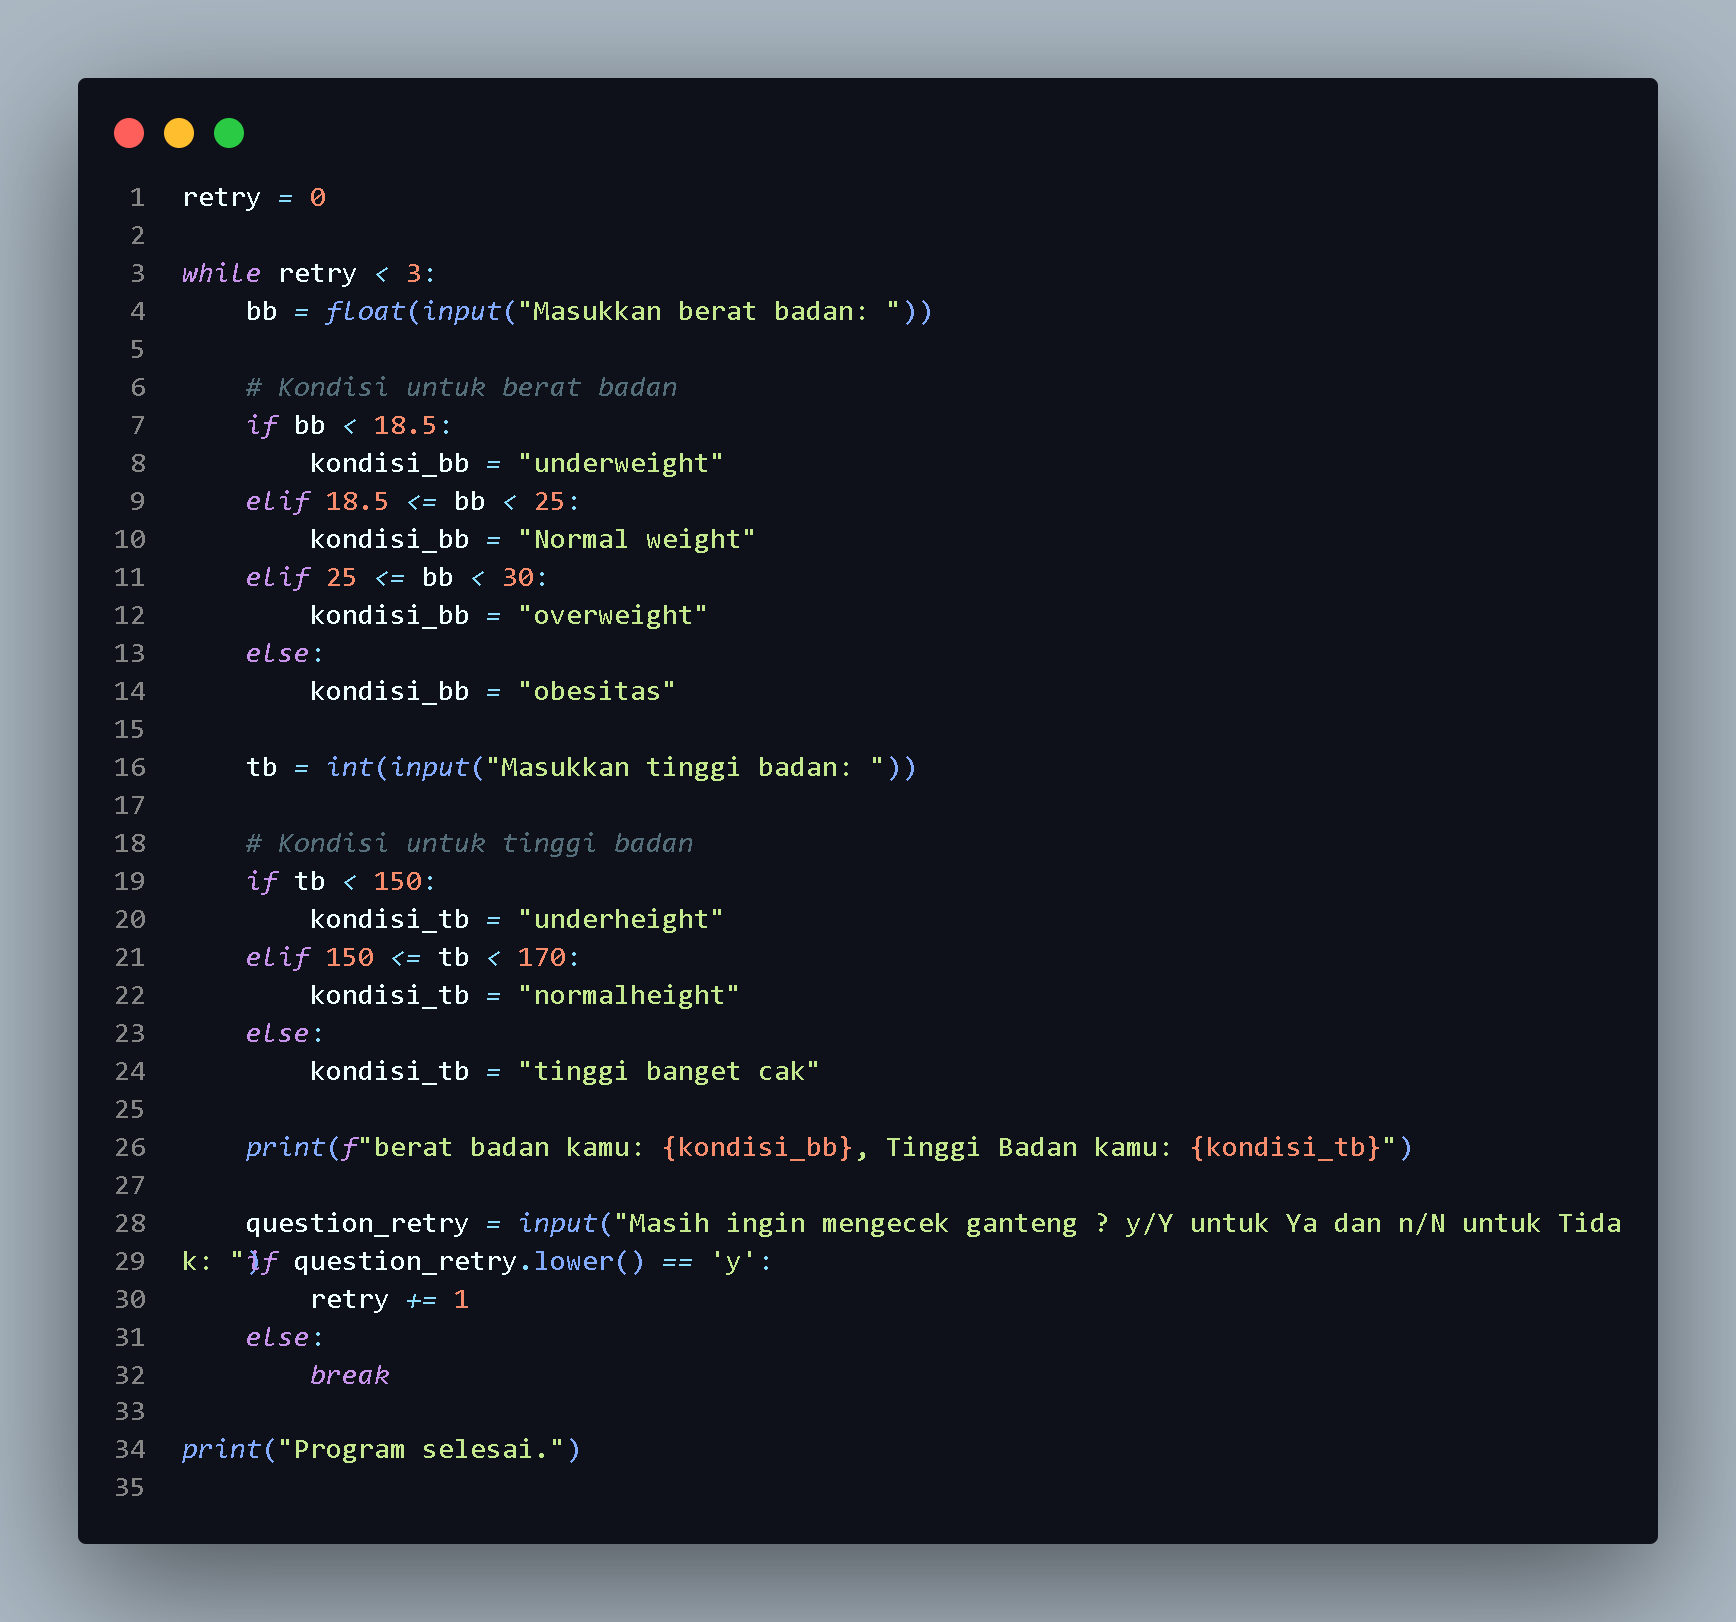 1 retry = 0
2
3 while retry < 3:
4     bb = float(input("Masukkan berat badan: "))
5
6     # Kondisi untuk berat badan
7     if bb < 18.5:
8         kondisi_bb = "underweight"
9     elif 18.5 <= bb < 25:
10         kondisi_bb = "Normal weight"
11     elif 25 <= bb < 30:
12         kondisi_bb = "overweight"
13     else:
14         kondisi_bb = "obesitas"
15
16     tb = int(input("Masukkan tinggi badan: "))
17
18     # Kondisi untuk tinggi badan
19     if tb < 150:
20         kondisi_tb = "underheight"
21     elif 150 <= tb < 170:
22         kondisi_tb = "normalheight"
23     else:
24         kondisi_tb = "tinggi banget cak"
25
26     print(f"berat badan kamu: {kondisi_bb}, Tinggi Badan kamu: {kondisi_tb}")
27
28     question_retry = input("Masih ingin mengecek ganteng ? y/Y untuk Ya dan n/N untuk Tida
29 k: ")if question_retry.lower() == 'y':
30         retry += 1
31     else:
32         break
33
34 print("Program selesai.")
35